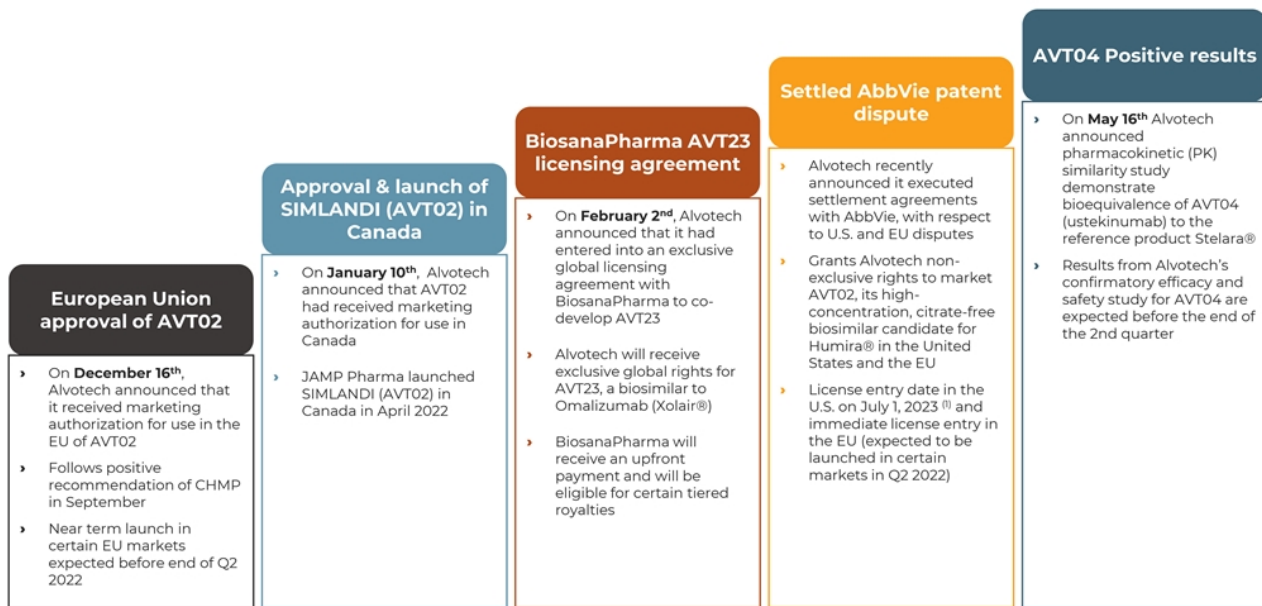 European Union
approval of AVT02
› On December 16th,
Alvotech announced that
it received marketing
authorization for use in the
EU of AVT02
› Follows positive
recommendation of CHMP
in September
› Near term launch in
certain EU markets
expected before end of Q2
2022
Approval & launch of
SIMLANDI (AVT02) in
Canada
› On January 10th, Alvotech
announced that AVT02
had received marketing
authorization for use in
Canada
› JAMP Pharma launched
SIMLANDI (AVT02) in
Canada in April 2022
BiosanaPharma AVT23
licensing agreement
› On February 2nd, Alvotech
announced that it had
entered into an exclusive
global licensing
agreement with
BiosanaPharma to co-
develop AVT23
› Alvotech will receive
exclusive global rights for
AVT23, a biosimilar to
Omalizumab (Xolair®)
› BiosanaPharma will
receive an upfront
payment and will be
eligible for certain tiered
royalties
Settled AbbVie patent
dispute
› Alvotech recently
announced it executed
settlement agreements
with AbbVie, with respect
to U.S. and EU disputes
› Grants Alvotech non-
exclusive rights to market
AVT02, its high-
concentration, citrate-free
biosimilar candidate for
Humira® in the United
States and the EU
› License entry date in the
U.S. on July 1, 2023 (1) and
immediate license entry in
the EU (expected to be
launched in certain
markets in Q2 2022)
AVT04 Positive results
› On May 16th Alvotech
announced
pharmacokinetic (PK)
similarity study
demonstrate
bioequivalence of AVT04
(ustekinumab) to the
reference product Stelara®
› Results from Alvotech's
confirmatory efficacy and
safety study for AVT04 are
expected before the end of
the 2nd quarter